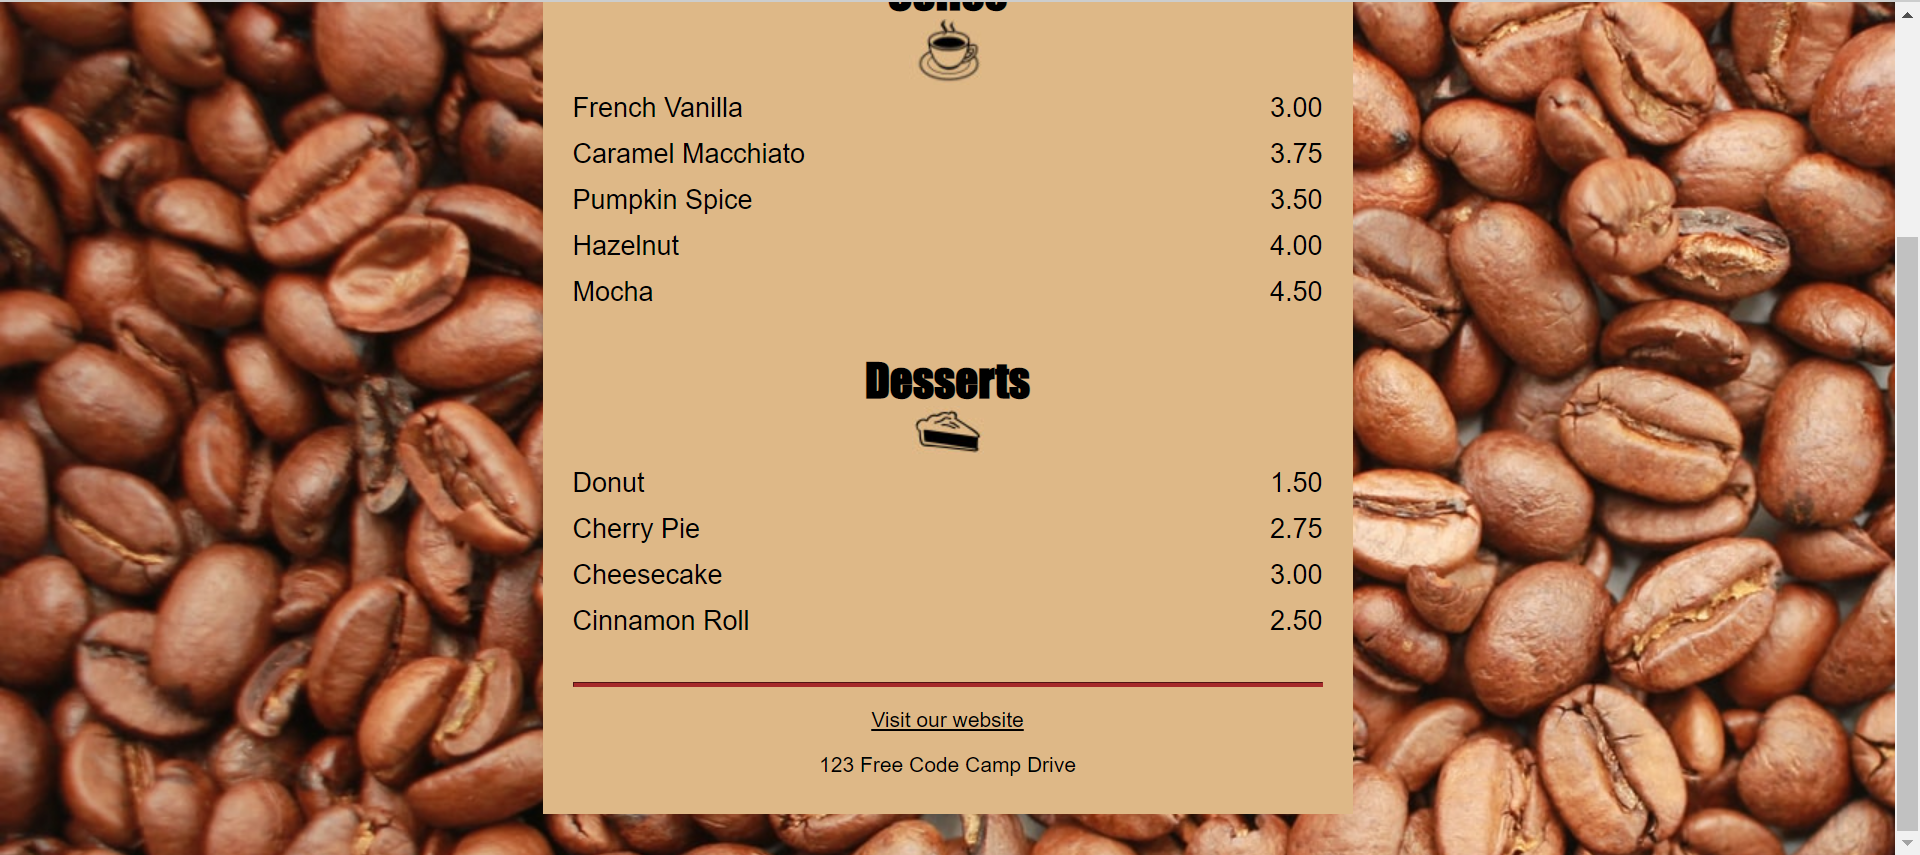 Coffee
French Vanilla 3.00
Caramel Macchiato 3.75
Pumpkin Spice 3.50
Hazelnut 4.00
Mocha 4.50
Desserts
Donut 1.50
Cherry Pie 2.75
Cheesecake 3.00
Cinnamon Roll 2.50
Visit our website
123 Free Code Camp Drive